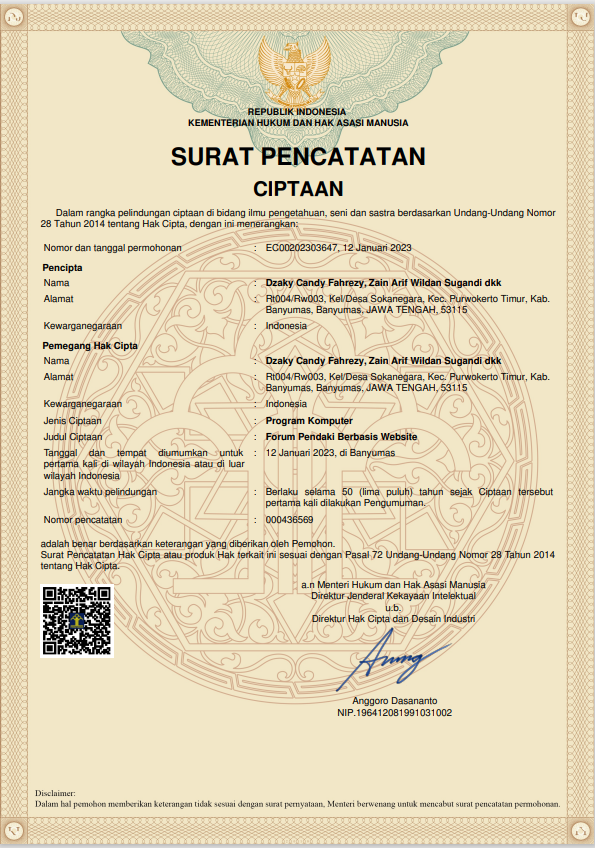 REPUBLIK INDONESIA
KEMENTERIAN HUKUM DAN HAK ASASI MANUSIA
SURAT PENCATATAN
CIPTAAN
Dalam rangka pelindungan ciptaan di bidang ilmu pengetahuan, seni dan sastra berdasarkan Undang-Undang Nomor
28 Tahun 2014 tentang Hak Cipta, dengan ini menerangkan:
Nomor dan tanggal permohonan : EC00202303647, 12 Januari 2023
Pencipta
Nama : Dzaky Candy Fahrezy, Zain Arif Wildan Sugandi dkk
Alamat : Rt004/Rw003, Kel/Desa Sokanegara, Kec. Purwokerto Timur, Kab.
Banyumas, Banyumas, JAWA TENGAH, 53115
Kewarganegaraan : Indonesia
Pemegang Hak Cipta
Nama : Dzaky Candy Fahrezy, Zain Arif Wildan Sugandi dkk
Alamat : Rt004/Rw003, Kel/Desa Sokanegara, Kec. Purwokerto Timur, Kab.
Banyumas, Banyumas, JAWA TENGAH, 53115
Kewarganegaraan : Indonesia
Jenis Ciptaan : Program Komputer
Judul Ciptaan : Forum Pendaki Berbasis Website
Tanggal dan tempat diumumkan untuk : 12 Januari 2023, di Banyumas
pertama kali di wilayah Indonesia atau di luar
wilayah Indonesia
Jangka waktu pelindungan : Berlaku selama 50 (lima puluh) tahun sejak Ciptaan tersebut
pertama kali dilakukan Pengumuman.
Nomor pencatatan : 000436569
adalah benar berdasarkan keterangan yang diberikan oleh Pemohon.
Surat Pencatatan Hak Cipta atau produk Hak terkait ini sesuai dengan Pasal 72 Undang-Undang Nomor 28 Tahun 2014
tentang Hak Cipta.
a.n Menteri Hukum dan Hak Asasi Manusia
Direktur Jenderal Kekayaan Intelektual
u.b.
Direktur Hak Cipta dan Desain Industri
Anggoro Dasananto
NIP.196412081991031002
Disclaimer:
Dalam hal pemohon memberikan keterangan tidak sesuai dengan surat pernyataan, Menteri berwenang untuk mencabut surat pencatatan permohonan.